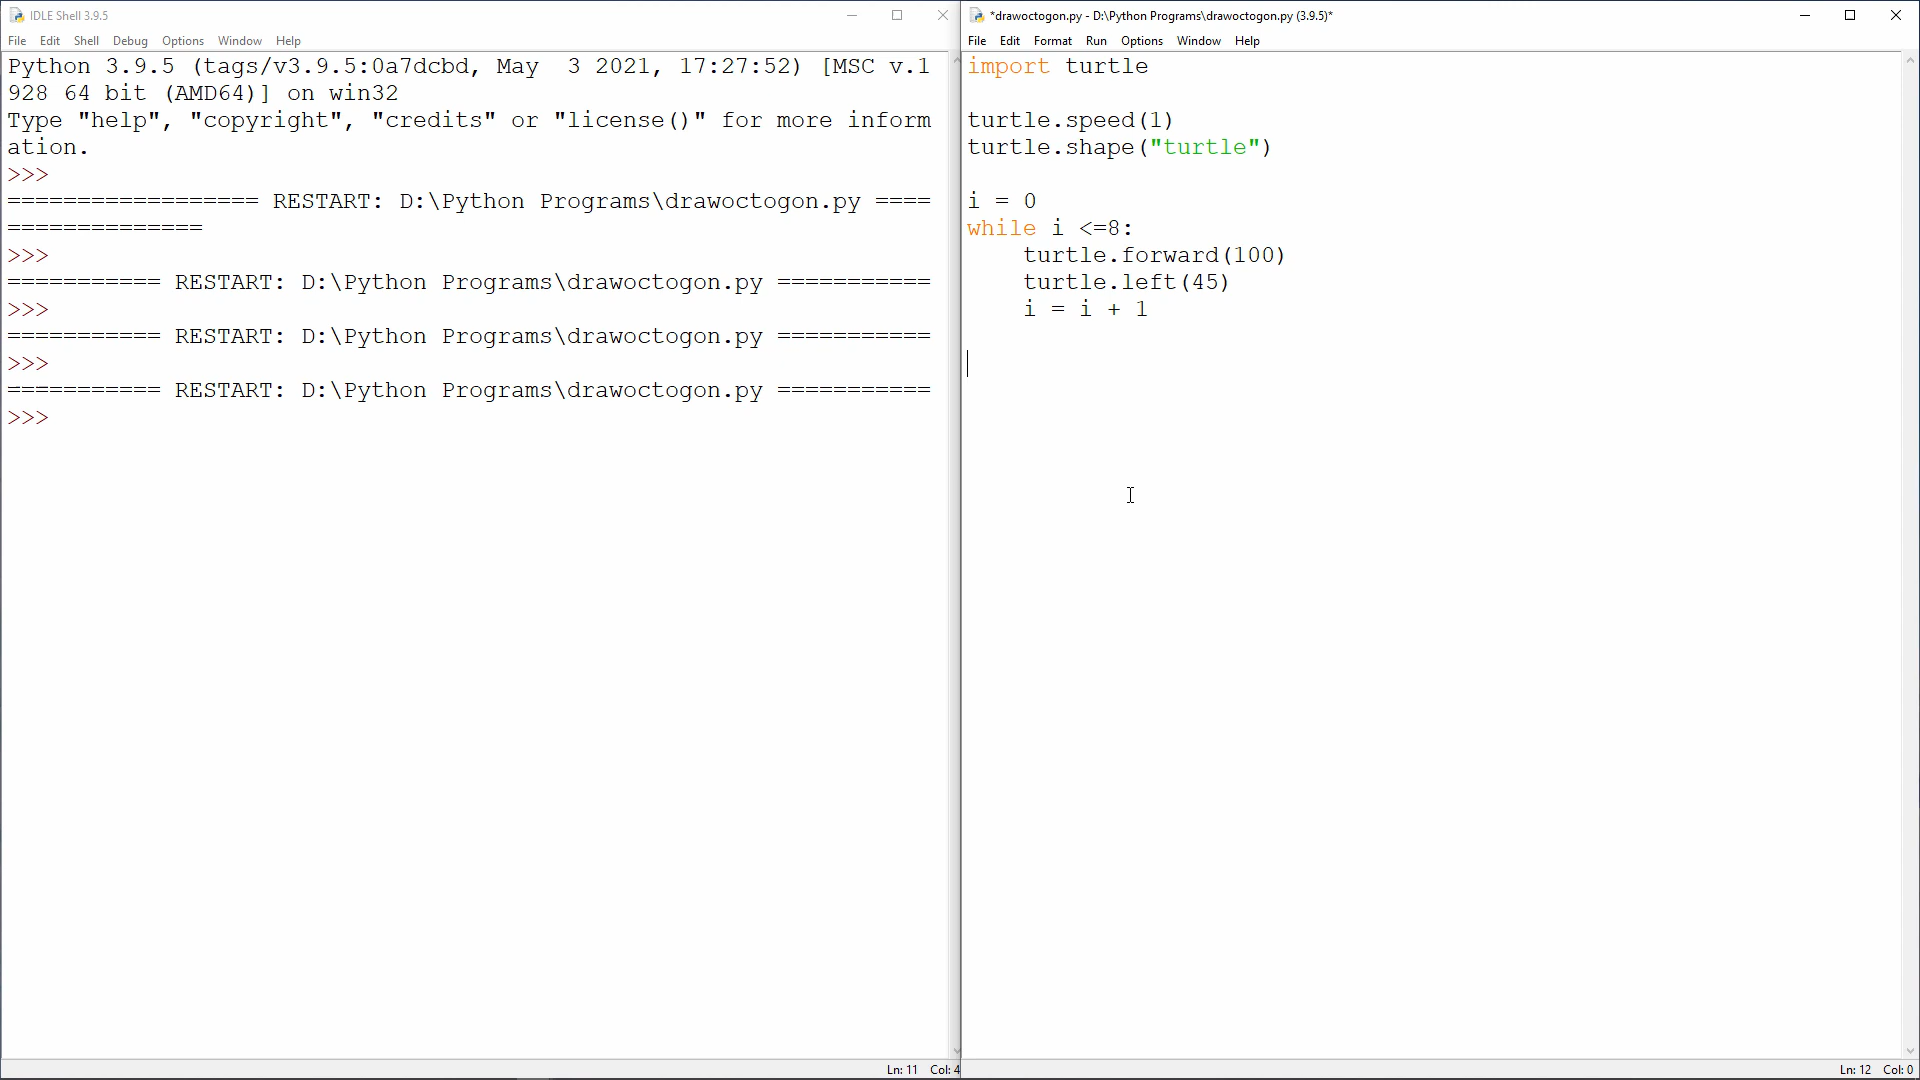 IDLE Shell 3.9.5
File Edit Shell Debug Options Window Help
Python 3.9.5 (tags/v3.9.5:0a7dcbd, May  3 2021, 17:27:52) [MSC v.1
928 64 bit (AMD64)] on win32
Type "help", "copyright", "credits" or "license()" for more inform
ation.
>>>
================== RESTART: D:\Python Programs\drawoctogon.py ====
==============
>>>
=========== RESTART: D:\Python Programs\drawoctogon.py ===========
>>>
=========== RESTART: D:\Python Programs\drawoctogon.py ===========
>>>
=========== RESTART: D:\Python Programs\drawoctogon.py ===========
>>>
Ln: 11 Col: 4
*drawoctogon.py - D:\Python Programs\drawoctogon.py (3.9.5)*
File Edit Format Run Options Window Help
import turtle
turtle.speed(1)
turtle.shape("turtle")
i = 0
while i <=8:
    turtle.forward(100)
    turtle.left(45)
    i = i + 1
Ln: 12 Col: 0